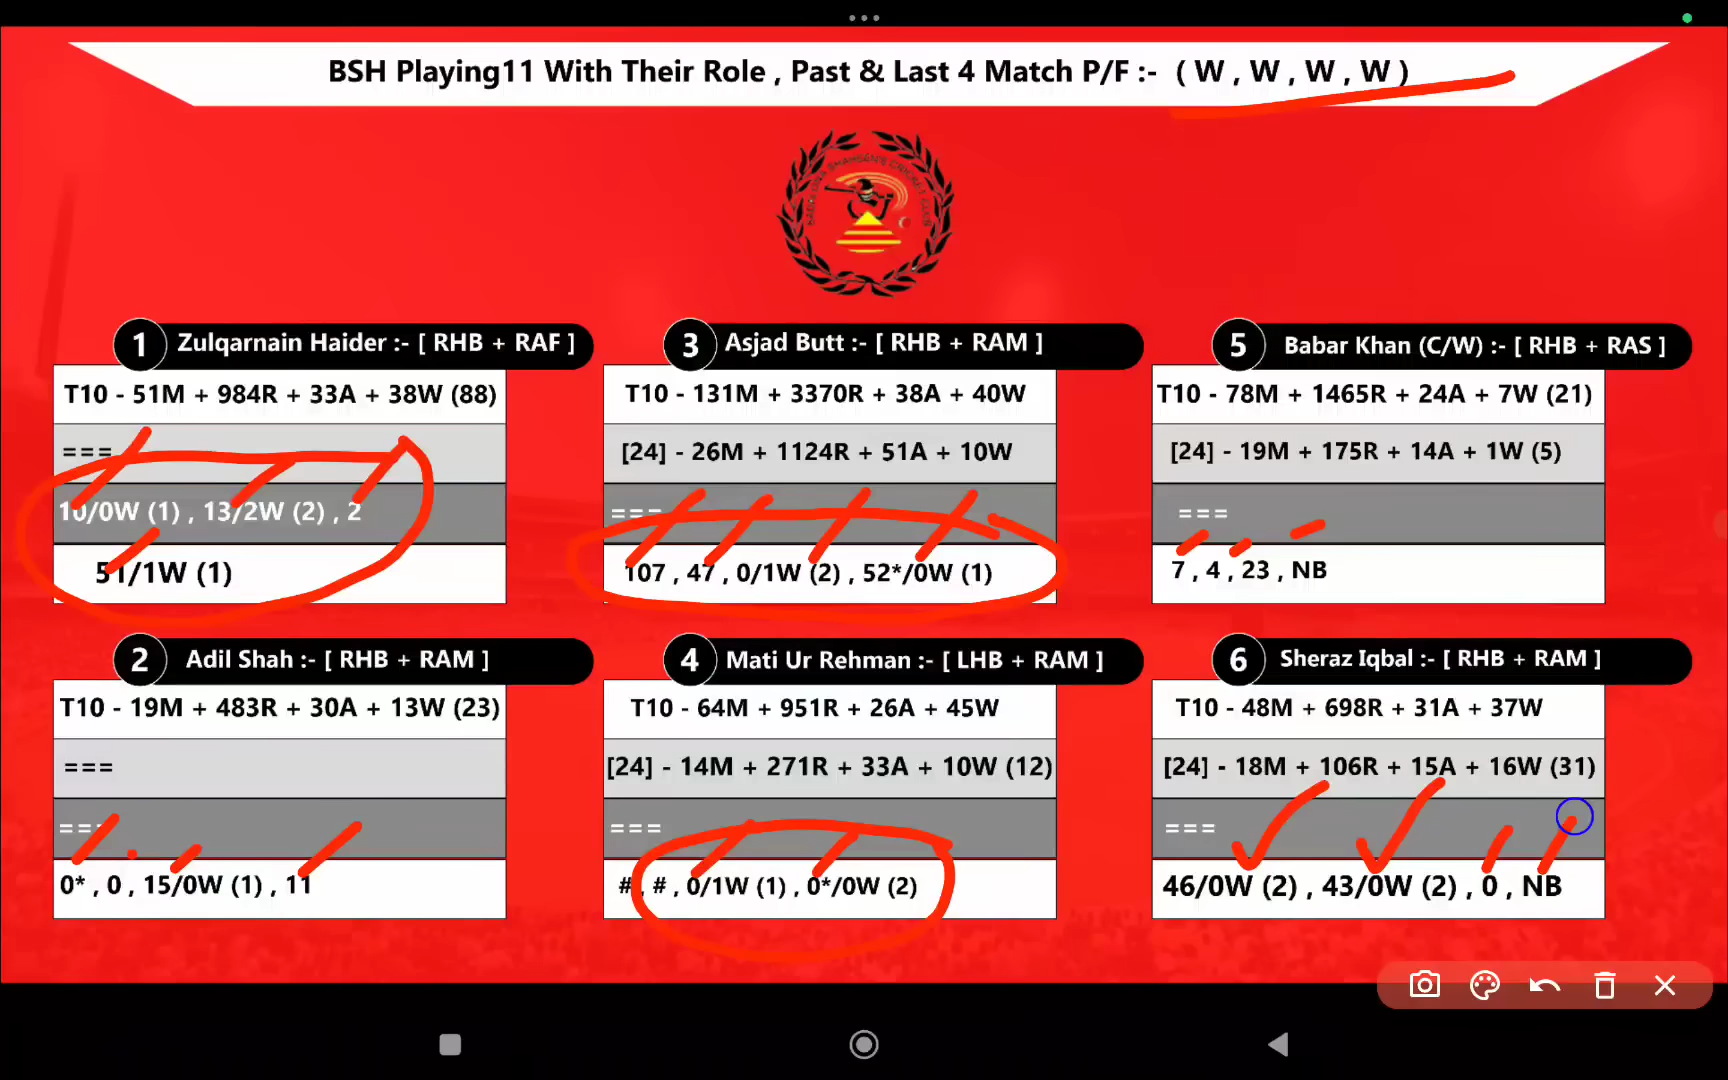 BSH Playing11 With Their Role , Past & Last 4 Match P/F :- ( W , W , W , W )
1 Zulqarnain Haider :- [ RHB + RAF ]
T10 - 51M + 984R + 33A + 38W (88)
===
10/0W (1) , 13/2W (2) , 2
51/1W (1)
2 Adil Shah :- [ RHB + RAM ]
T10 - 19M + 483R + 30A + 13W (23)
===
===
0* , 0 , 15/0W (1) , 11
3 Asjad Butt :- [ RHB + RAM ]
T10 - 131M + 3370R + 38A + 40W
[24] - 26M + 1124R + 51A + 10W
===
107 , 47 , 0/1W (2) , 52*/0W (1)
4 Mati Ur Rehman :- [ LHB + RAM ]
T10 - 64M + 951R + 26A + 45W
[24] - 14M + 271R + 33A + 10W (12)
===
# , # , 0/1W (1) , 0*/0W (2)
5 Babar Khan (C/W) :- [ RHB + RAS ]
T10 - 78M + 1465R + 24A + 7W (21)
[24] - 19M + 175R + 14A + 1W (5)
===
7 , 4 , 23 , NB
6 Sheraz Iqbal :- [ RHB + RAM ]
T10 - 48M + 698R + 31A + 37W
[24] - 18M + 106R + 15A + 16W (31)
===
46/0W (2) , 43/0W (2) , 0 , NB